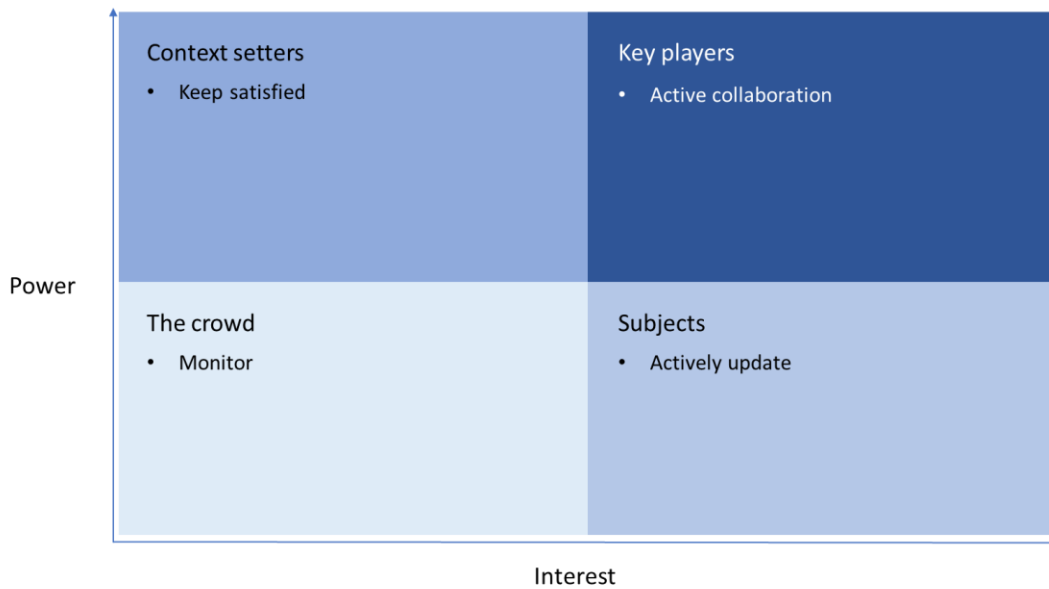 Context setters
• Keep satisfied
Key players
• Active collaboration
Power
The crowd
• Monitor
Subjects
• Actively update
Interest